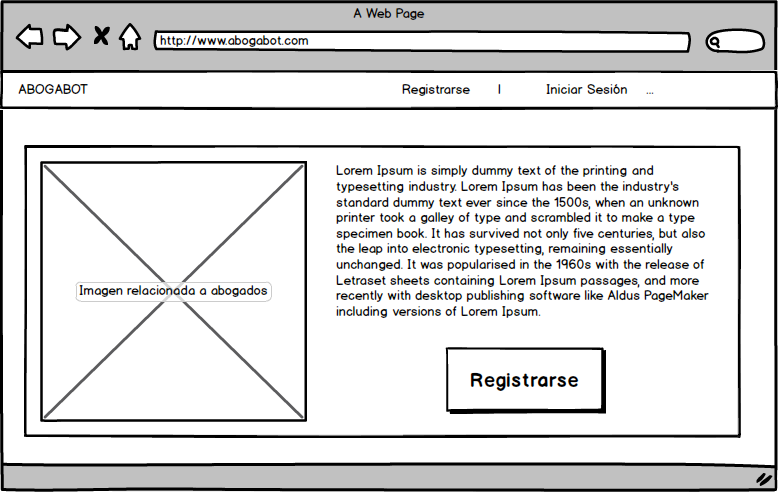 A Web Page
http://www.abogabot.com
ABOGABOT Registrarse | Iniciar Sesión ...
Lorem Ipsum is simply dummy text of the printing and
typesetting industry. Lorem Ipsum has been the industry's
standard dummy text ever since the 1500s, when an unknown
printer took a galley of type and scrambled it to make a type
specimen book. It has survived not only five centuries, but also
the leap into electronic typesetting, remaining essentially
unchanged. It was popularised in the 1960s with the release of
Letraset sheets containing Lorem Ipsum passages, and more
recently with desktop publishing software like Aldus PageMaker
including versions of Lorem Ipsum.
Imagen relacionada a abogados
Registrarse